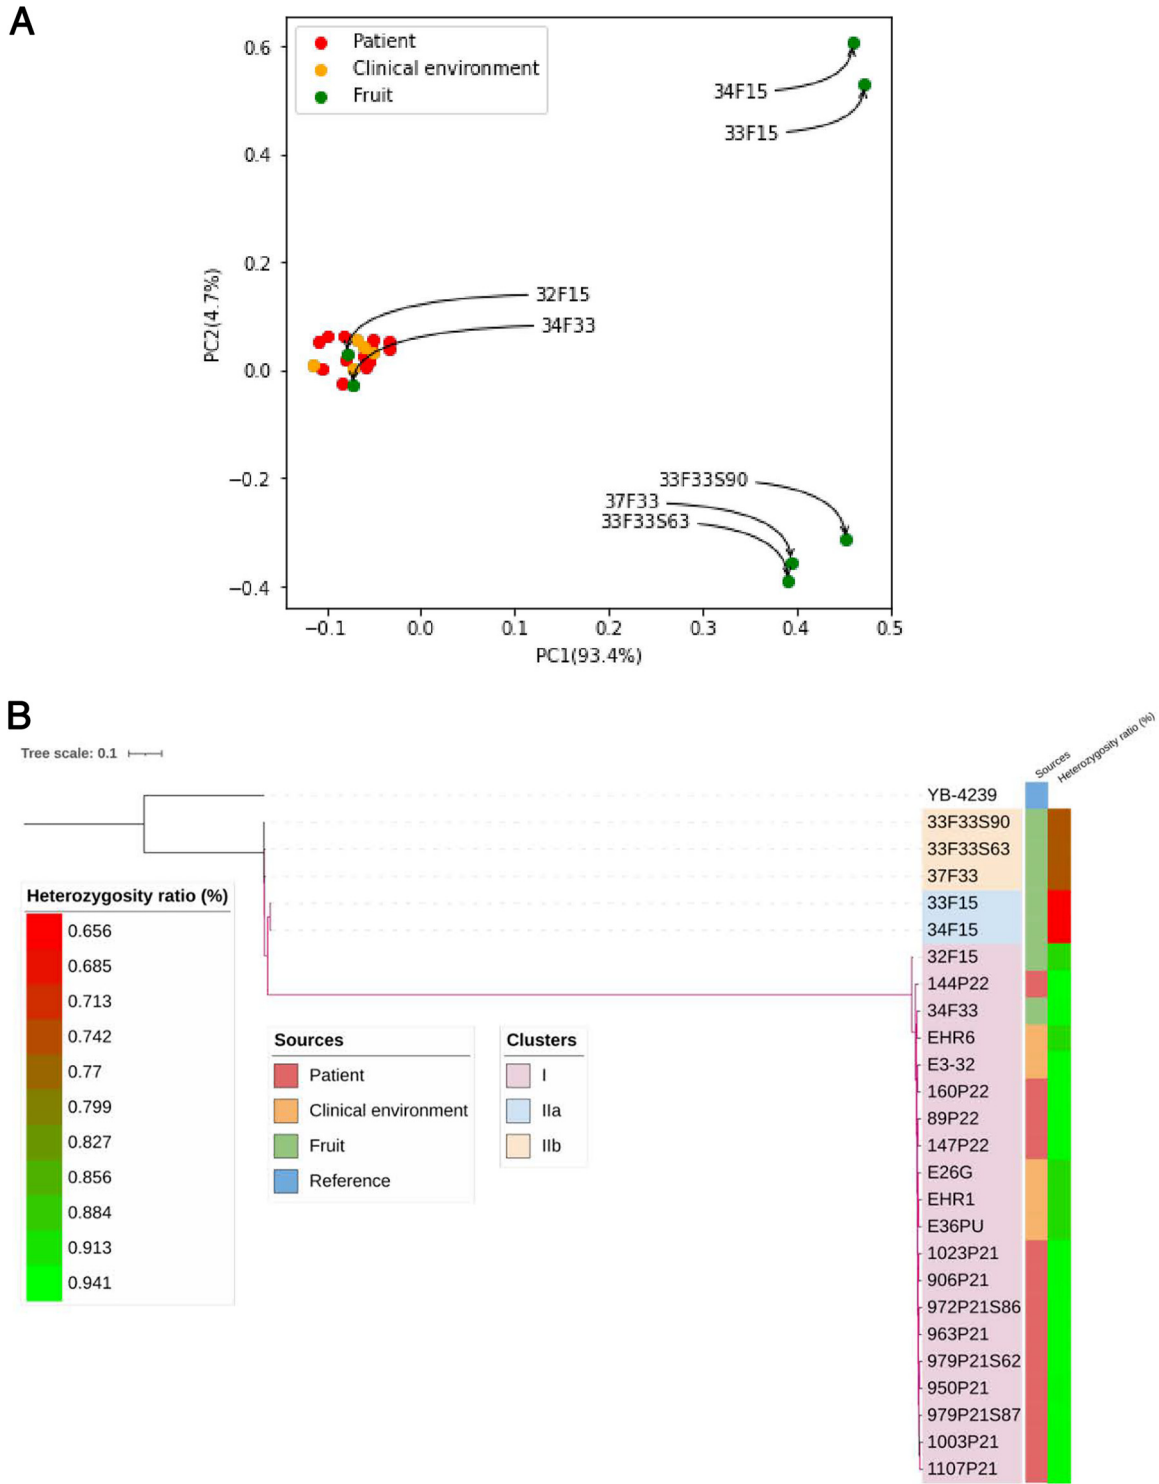 A
Patient
Clinical environment
Fruit
0.6
0.4
0.2
0.0
−0.2
−0.4
PC2(4.7%)
34F15
33F15
32F15
34F33
33F33S90
37F33
33F33S63
−0.1
0.0
0.1
0.2
0.3
0.4
0.5
PC1(93.4%)
B
Tree scale: 0.1
Sources
Heterozygosity ratio (%)
YB-4239
33F33S90
33F33S63
37F33
33F15
34F15
32F15
144P22
34F33
EHR6
E3-32
160P22
89P22
147P22
E26G
EHR1
E36PU
1023P21
906P21
972P21S86
963P21
979P21S62
950P21
979P21S87
1003P21
1107P21
Heterozygosity ratio (%)
0.656
0.685
0.713
0.742
0.77
0.799
0.827
0.856
0.884
0.913
0.941
Sources
Patient
Clinical environment
Fruit
Reference
Clusters
I
IIa
IIb